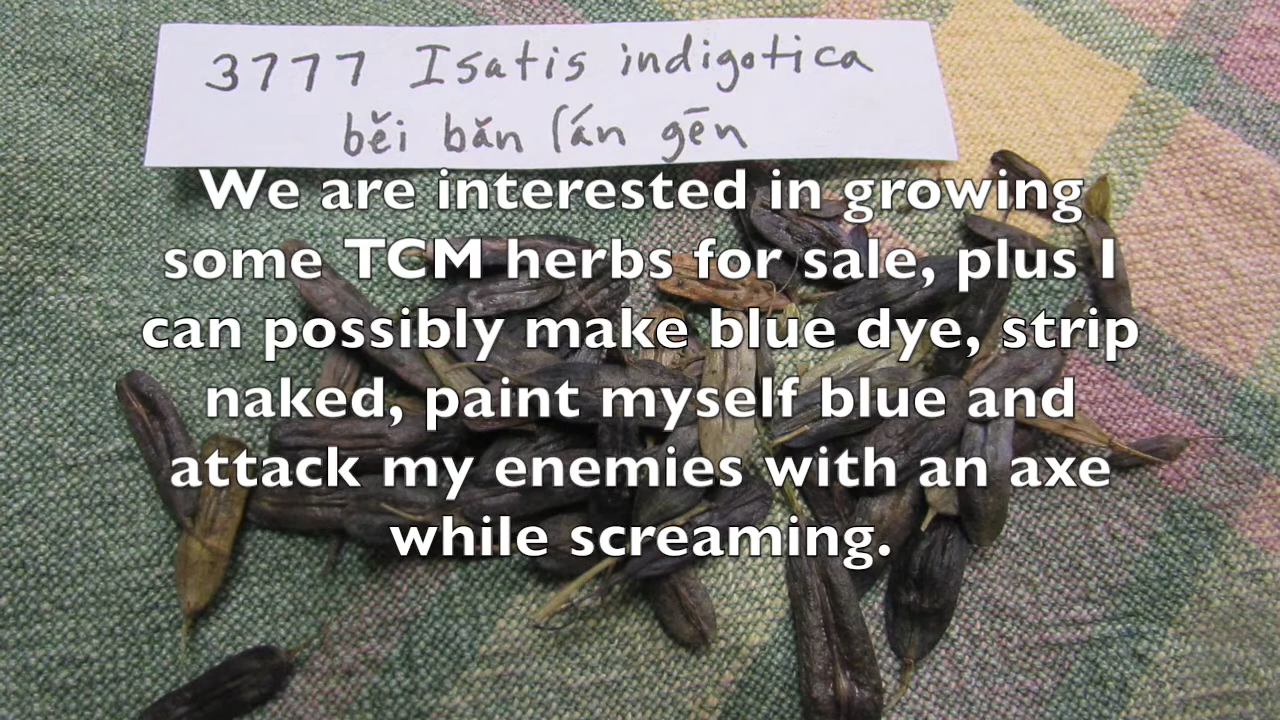 3777 Isatis indigotica
běi bǎn lán gēn
We are interested in growing
some TCM herbs for sale, plus I
can possibly make blue dye, strip
naked, paint myself blue and
attack my enemies with an axe
while screaming.